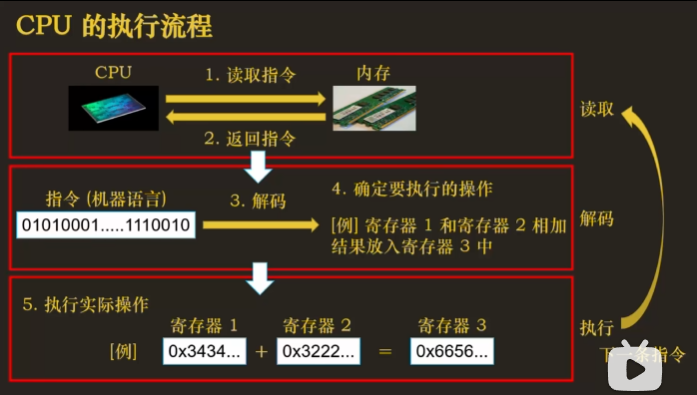 CPU 的执行流程
CPU
1. 读取指令
内存
2. 返回指令
读取
指令 (机器语言)
01010001.....1110010
3. 解码
4. 确定要执行的操作
[例] 寄存器 1 和寄存器 2 相加
结果放入寄存器 3 中
解码
5. 执行实际操作
寄存器 1
寄存器 2
寄存器 3
[例]
0x3434... + 0x3222... = 0x6656...
执行
下一条指令